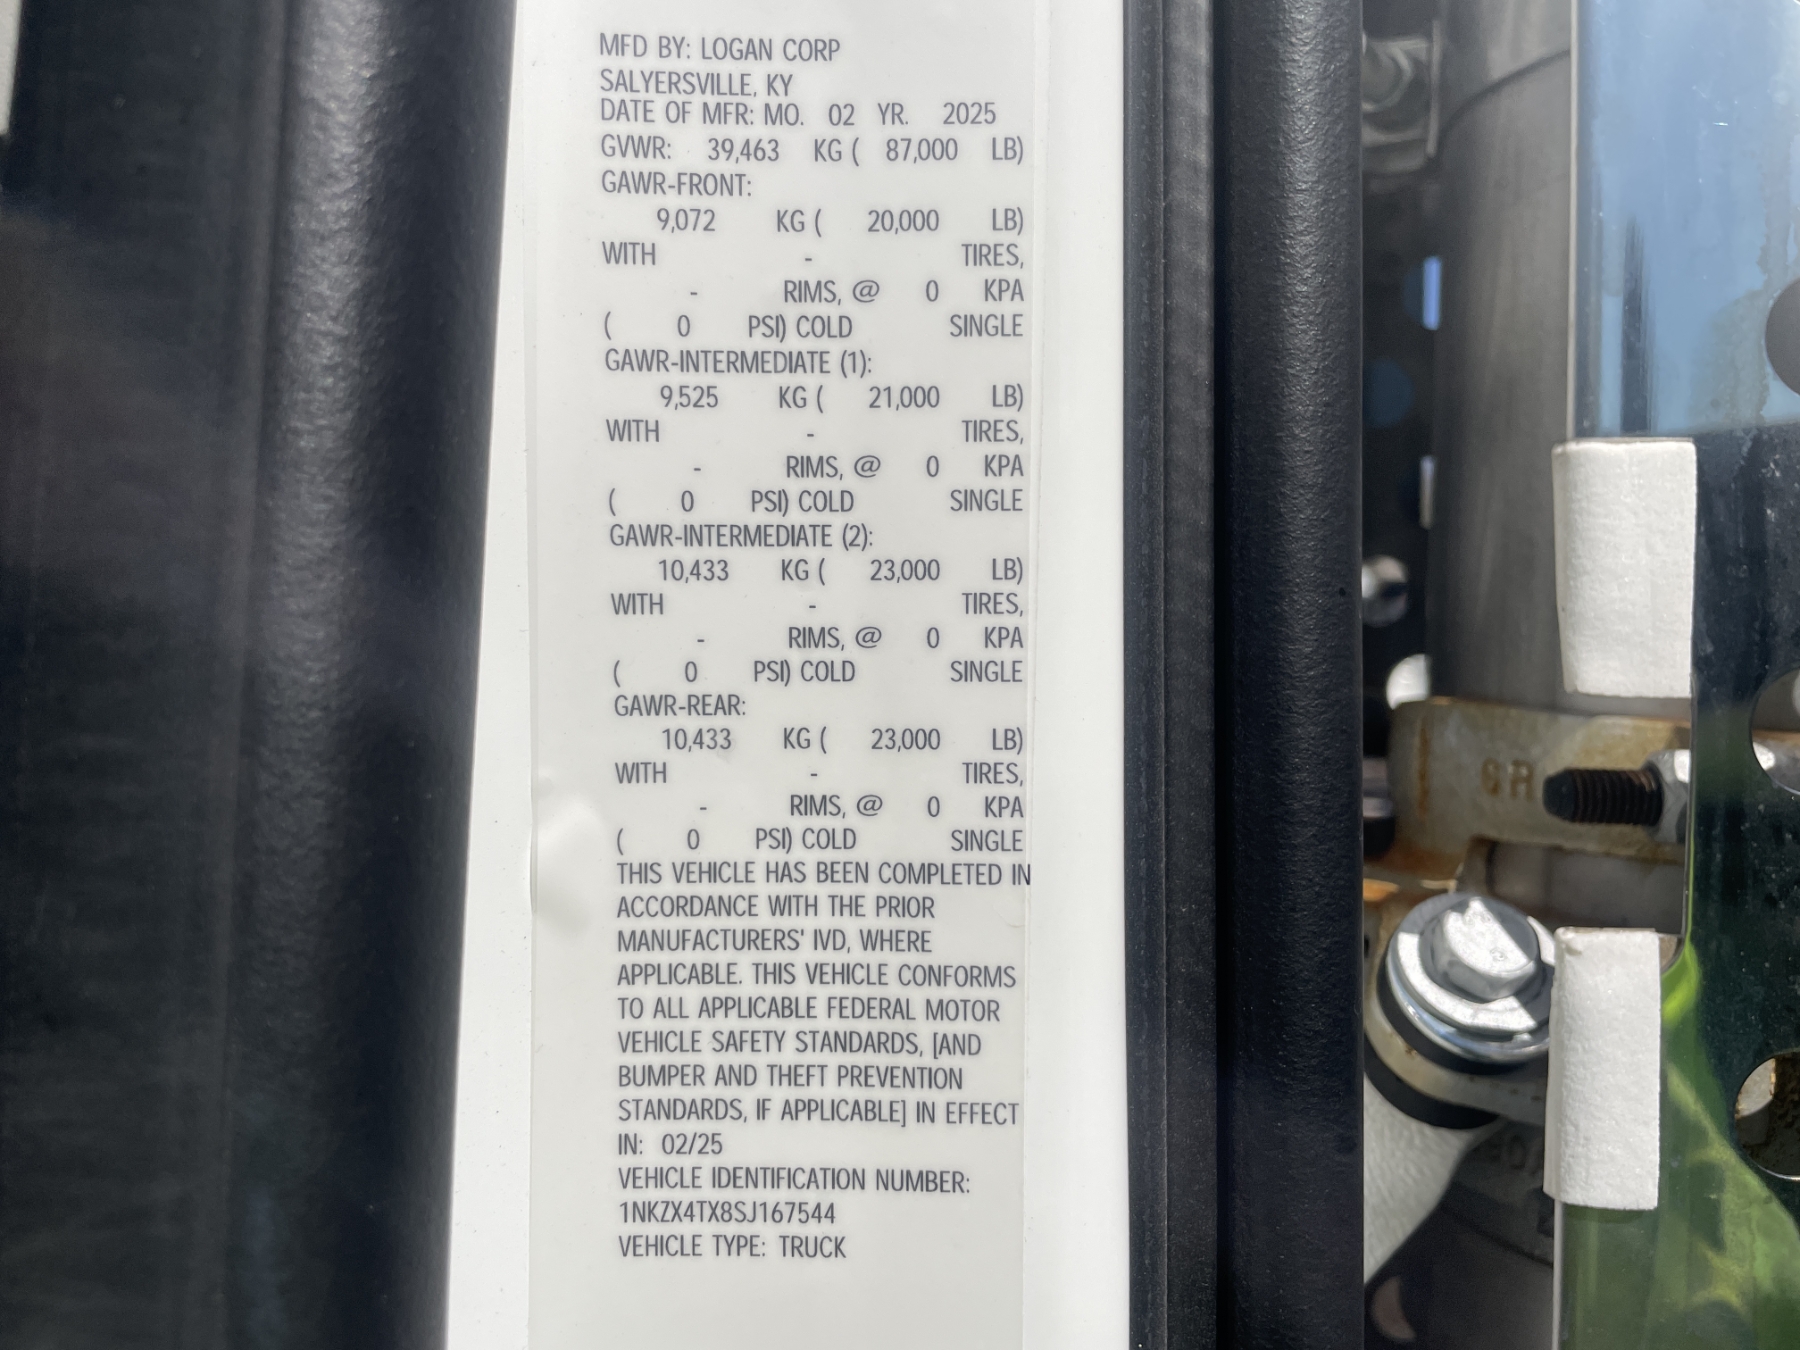 MFD BY: LOGAN CORP
SALYERSVILLE, KY
DATE OF MFR: MO. 02 YR. 2025
GVWR: 39,463 KG ( 87,000 LB)
GAWR-FRONT:
9,072 KG ( 20,000 LB)
WITH - TIRES,
- RIMS, @ 0 KPA
( 0 PSI) COLD SINGLE
GAWR-INTERMEDIATE (1):
9,525 KG ( 21,000 LB)
WITH - TIRES,
- RIMS, @ 0 KPA
( 0 PSI) COLD SINGLE
GAWR-INTERMEDIATE (2):
10,433 KG ( 23,000 LB)
WITH - TIRES,
- RIMS, @ 0 KPA
( 0 PSI) COLD SINGLE
GAWR-REAR:
10,433 KG ( 23,000 LB)
WITH - TIRES,
- RIMS, @ 0 KPA
( 0 PSI) COLD SINGLE
THIS VEHICLE HAS BEEN COMPLETED IN
ACCORDANCE WITH THE PRIOR
MANUFACTURERS' IVD, WHERE
APPLICABLE. THIS VEHICLE CONFORMS
TO ALL APPLICABLE FEDERAL MOTOR
VEHICLE SAFETY STANDARDS, [AND
BUMPER AND THEFT PREVENTION
STANDARDS, IF APPLICABLE] IN EFFECT
IN: 02/25
VEHICLE IDENTIFICATION NUMBER:
1NKZX4TX8SJ167544
VEHICLE TYPE: TRUCK